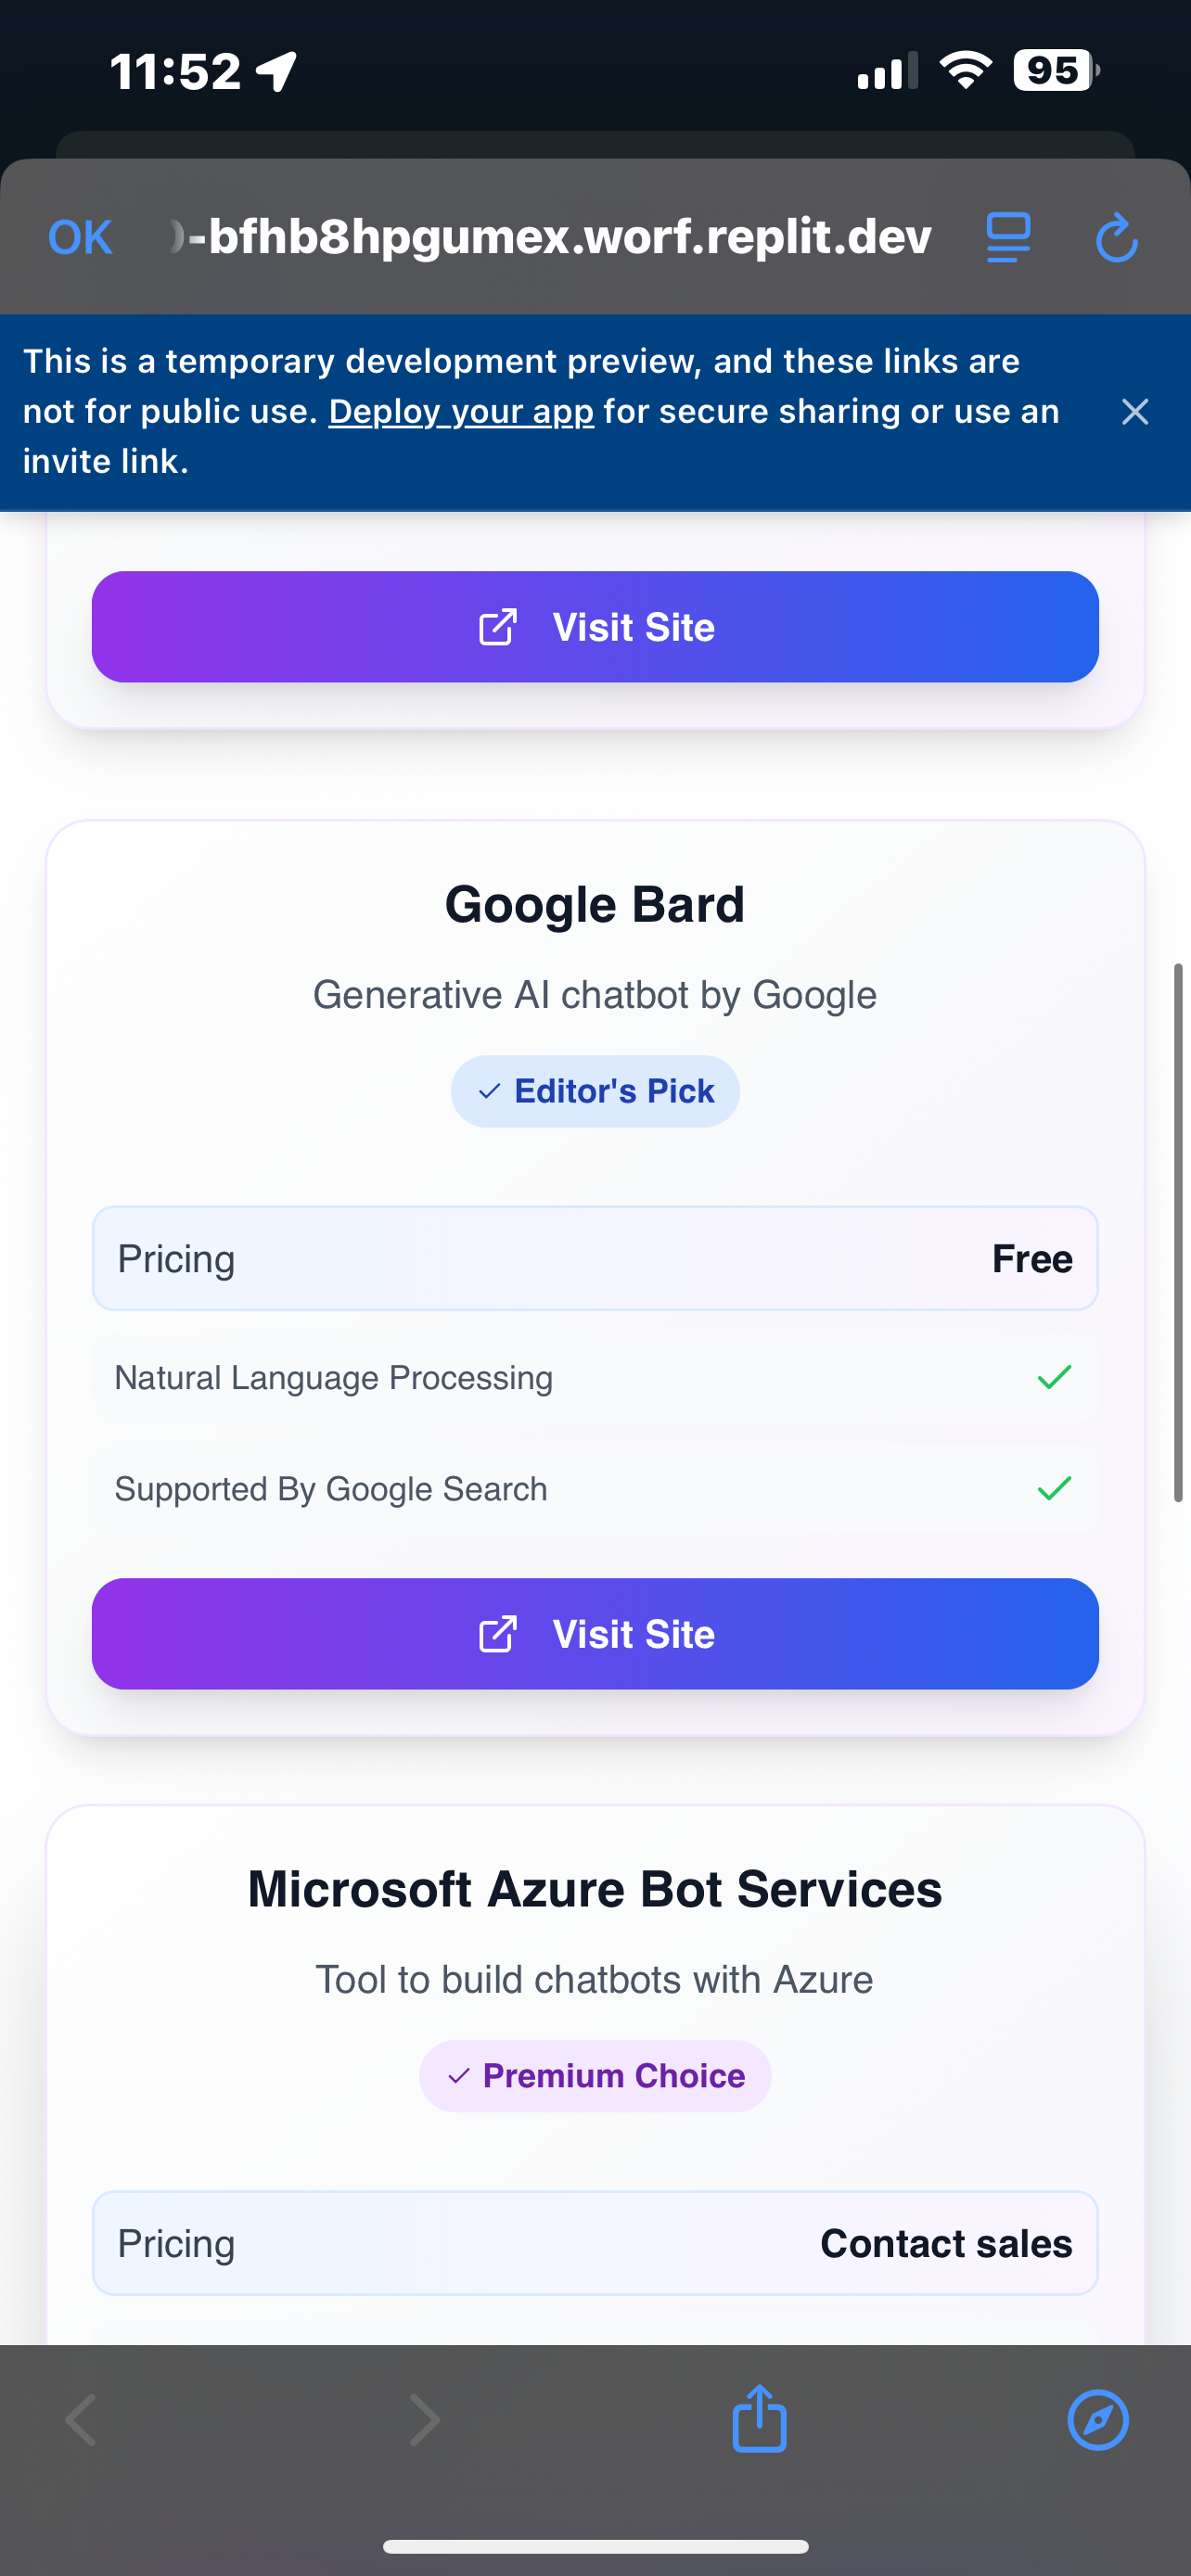 11:52
95
OK
-bfhb8hpgumex.worf.replit.dev
This is a temporary development preview, and these links are
not for public use. Deploy your app for secure sharing or use an
invite link.
Visit Site
Google Bard
Generative AI chatbot by Google
Editor's Pick
Pricing Free
Natural Language Processing
Supported By Google Search
Visit Site
Microsoft Azure Bot Services
Tool to build chatbots with Azure
Premium Choice
Pricing Contact sales